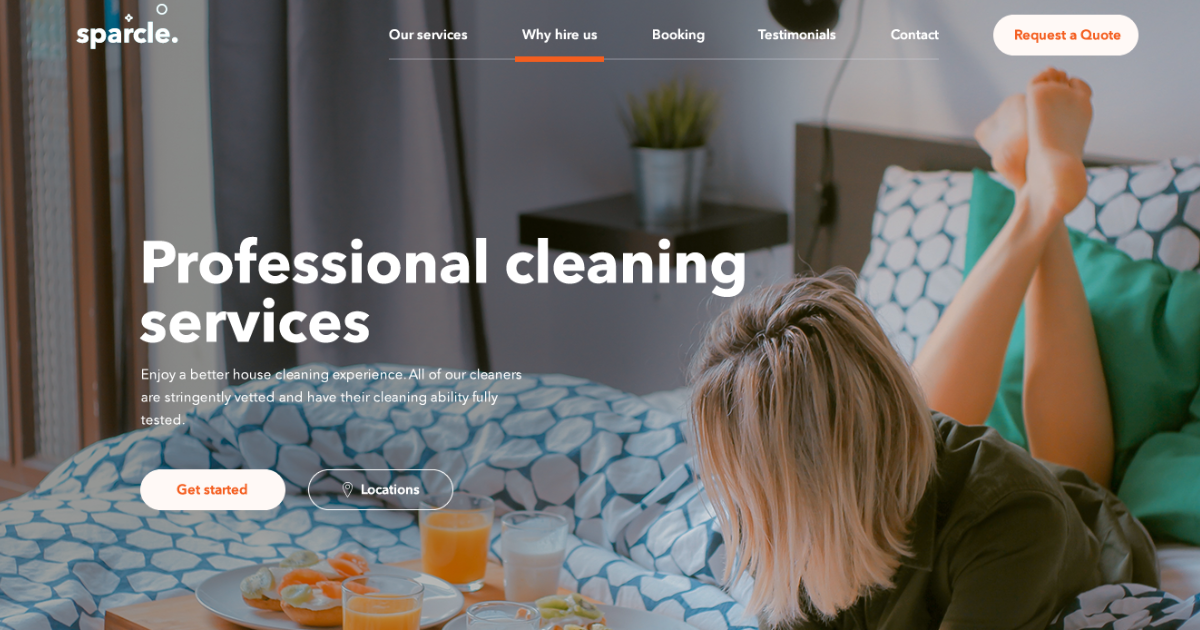 sparcle.
Our services
Why hire us
Booking
Testimonials
Contact
Request a Quote
Professional cleaning
services
Enjoy a better house cleaning experience. All of our cleaners
are stringently vetted and have their cleaning ability fully
tested.
Get started
Locations